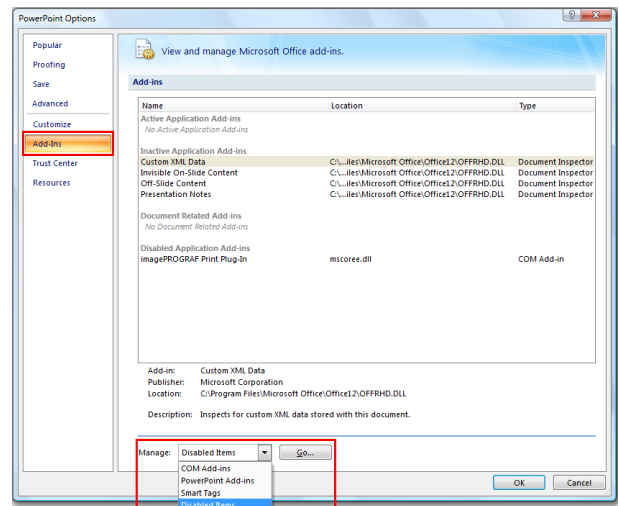 PowerPoint Options
?
Popular
Proofing
Save
Advanced
Customize
Add-Ins
Trust Center
Resources
View and manage Microsoft Office add-ins.
Add-ins
Name Location Type
Active Application Add-ins
No Active Application Add-ins
Inactive Application Add-ins
Custom XML Data C:\...iles\Microsoft Office\Office12\OFFRHD.DLL Document Inspector
Invisible On-Slide Content C:\...iles\Microsoft Office\Office12\OFFRHD.DLL Document Inspector
Off-Slide Content C:\...iles\Microsoft Office\Office12\OFFRHD.DLL Document Inspector
Presentation Notes C:\...iles\Microsoft Office\Office12\OFFRHD.DLL Document Inspector
Document Related Add-ins
No Document Related Add-ins
Disabled Application Add-ins
imagePROGRAF Print Plug-In mscoree.dll COM Add-in
Add-in: Custom XML Data
Publisher: Microsoft Corporation
Location: C:\Program Files\Microsoft Office\Office12\OFFRHD.DLL
Description: Inspects for custom XML data stored with this document.
Manage: Disabled Items Go...
COM Add-ins
PowerPoint Add-ins
Smart Tags
Disabled Items
OK Cancel